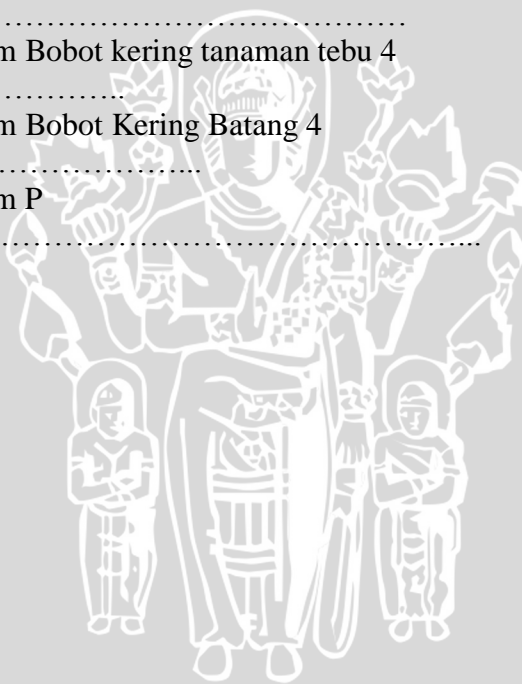 ……………………………………
m Bobot kering tanaman tebu 4
…………..
m Bobot Kering Batang 4
…………………...
m P
………………………………………………...